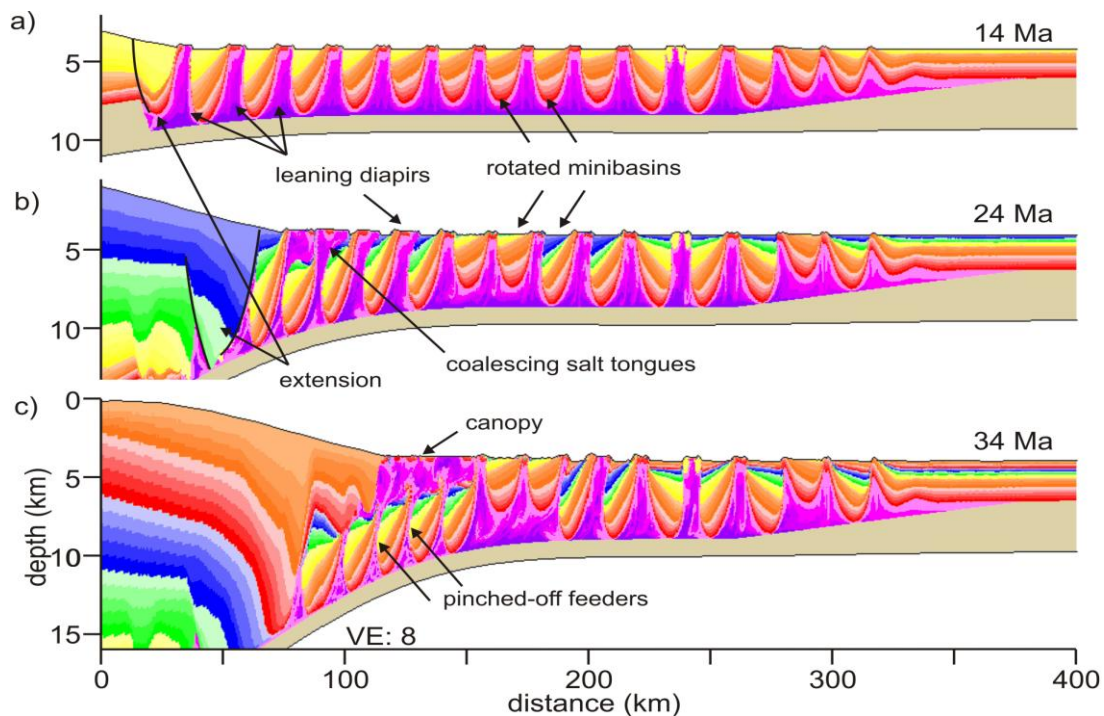 a)
14 Ma
5
10
leaning diapirs
rotated minibasins
b)
24 Ma
5
10
extension
coalescing salt tongues
c)
0
canopy
34 Ma
5
10
15
depth (km)
pinched-off feeders
VE: 8
0 100 200 300 400
distance (km)